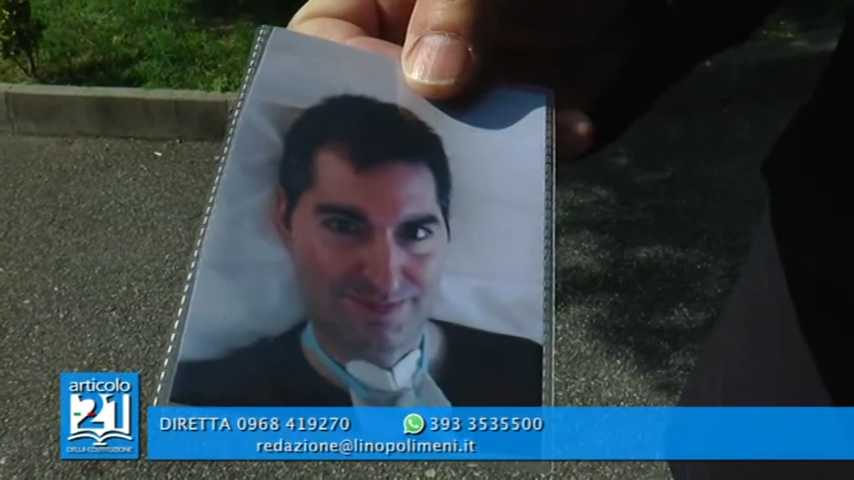 articolo
21
DELLA COSTITUZIONE
DIRETTA 0968 419270
393 3535500
redazione@linopolimeni.it